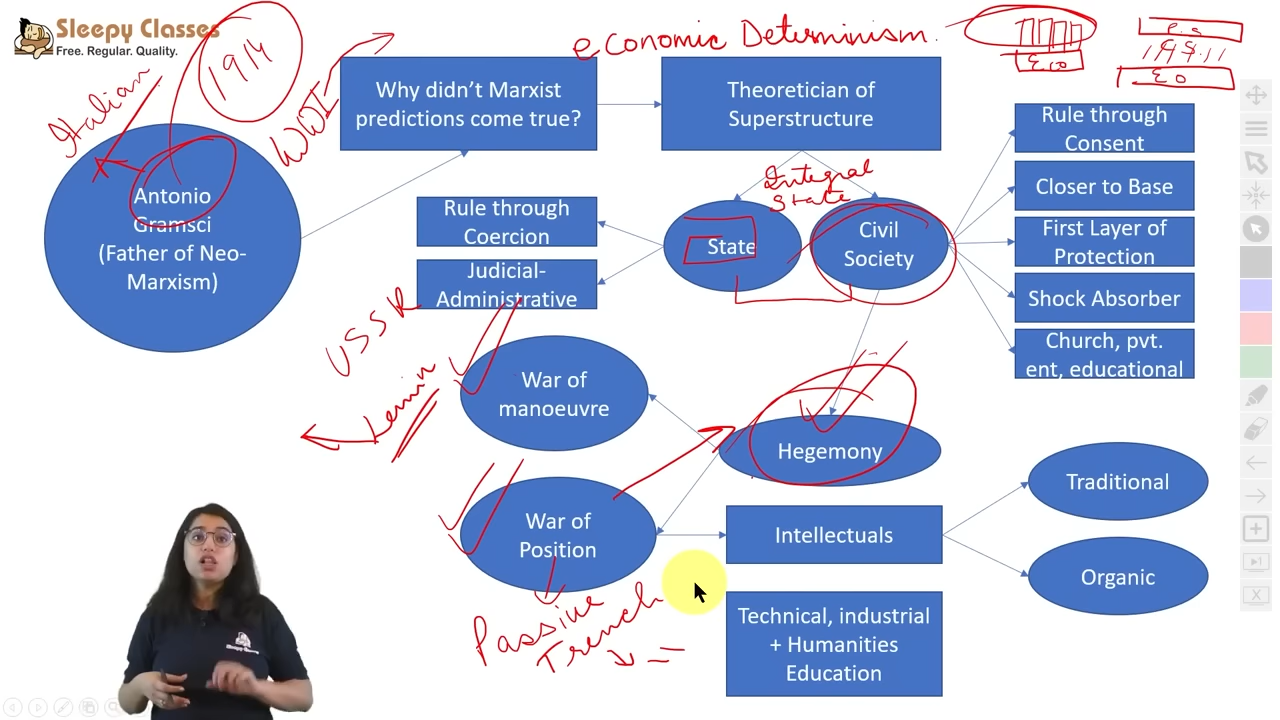 Sleepy Classes
Free. Regular. Quality.
1914
Italian
WWI
economic Determinism.
E.O
P.S
E.O
Why didn't Marxist
predictions come true?
Theoretician of
Superstructure
Antonio
Gramsci
(Father of Neo-
Marxism)
Integral
State
Rule through
Coercion
Judicial-
Administrative
State
Civil
Society
Rule through
Consent
Closer to Base
First Layer of
Protection
Shock Absorber
Church, pvt.
ent, educational
USSR
Lenin
War of
manoeuvre
Hegemony
War of
Position
Passive
Trench
Intellectuals
Traditional
Organic
Technical, industrial
+ Humanities
Education
Sleepy Classes